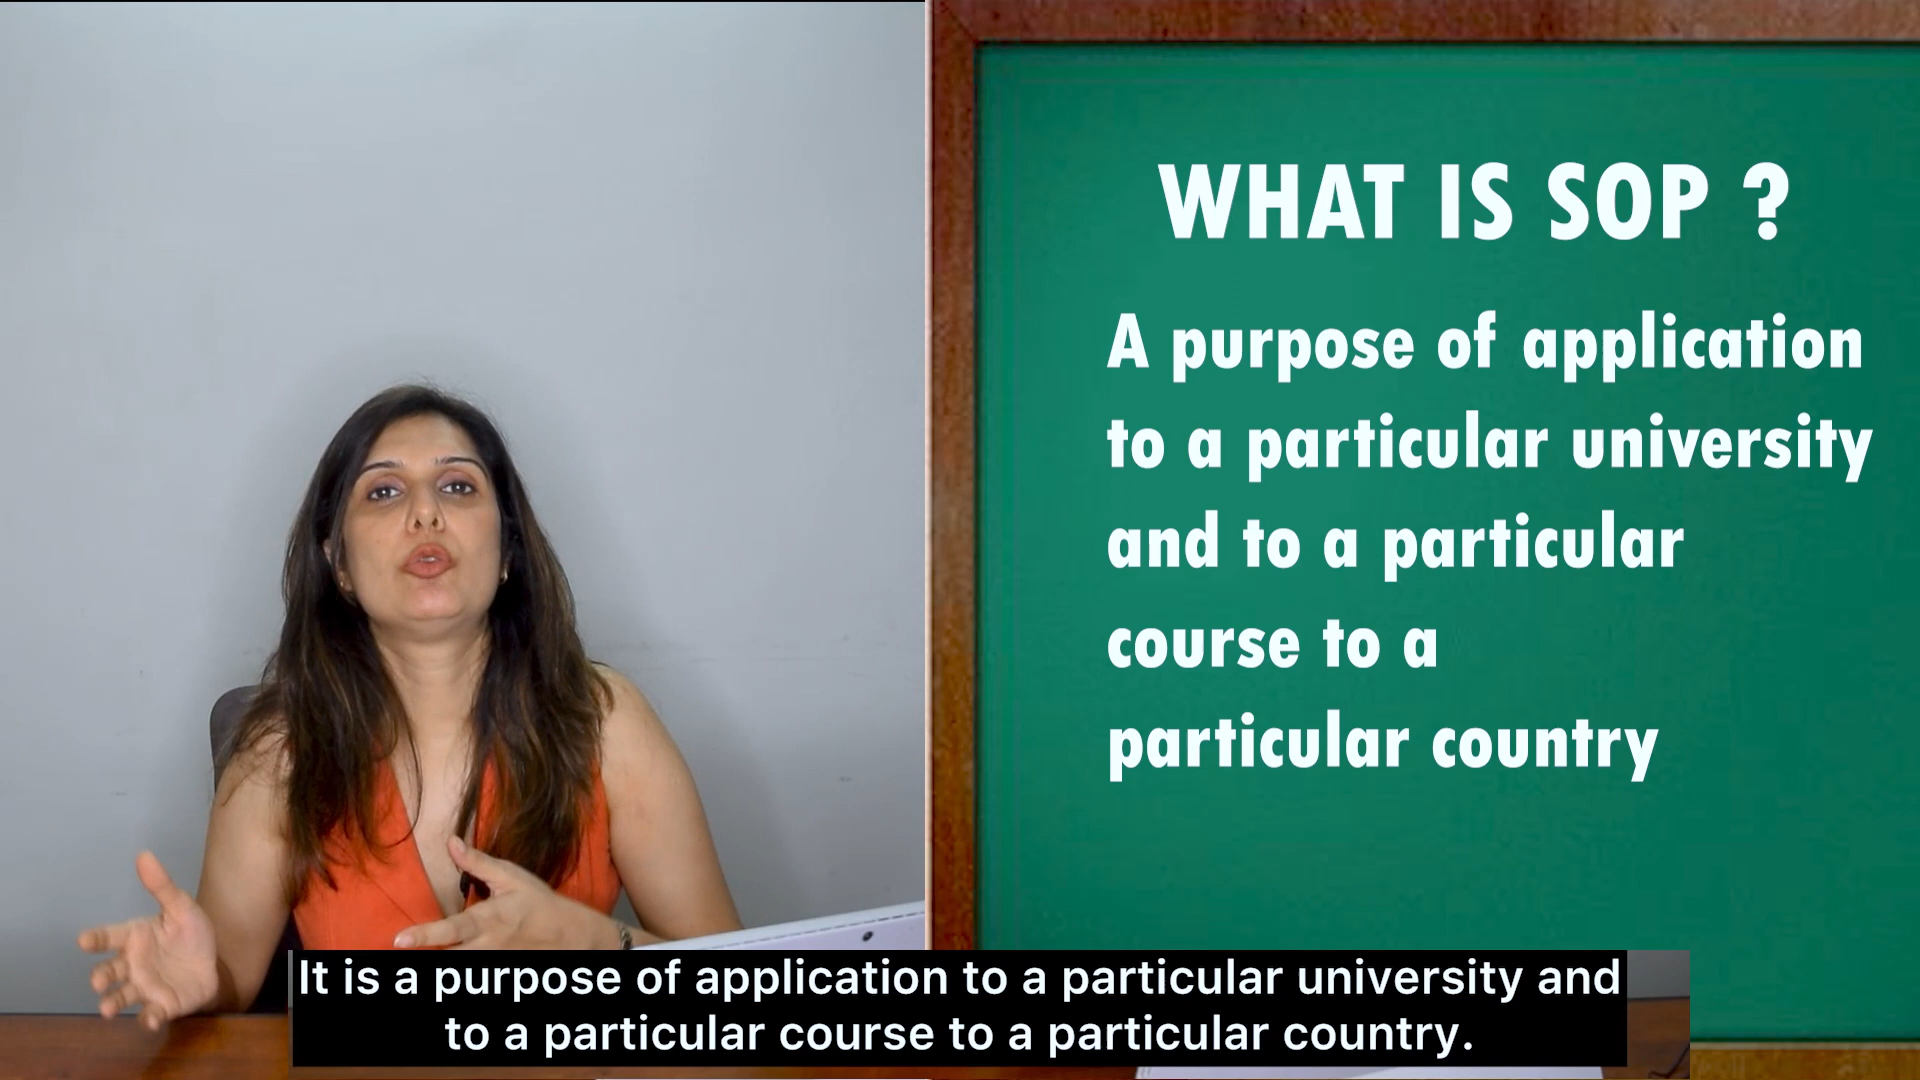 WHAT IS SOP ?
A purpose of application
to a particular university
and to a particular
course to a
particular country
It is a purpose of application to a particular university and
to a particular course to a particular country.